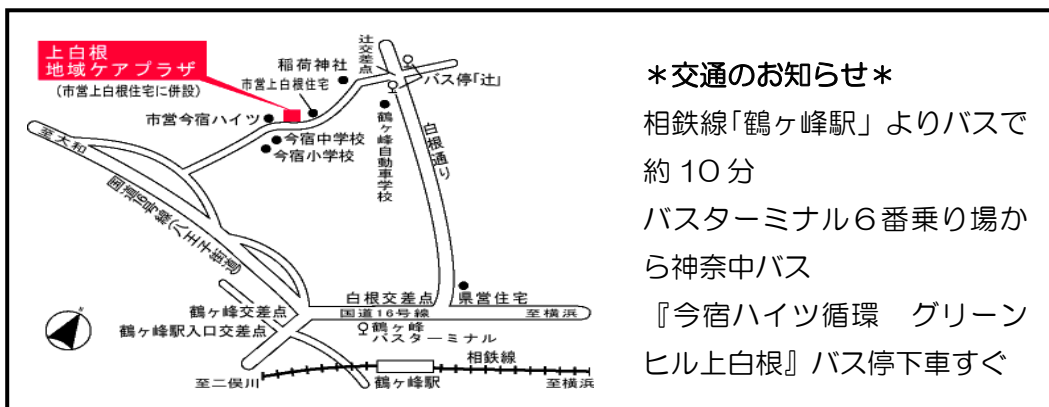 上白根
地域ケアプラザ
(市営上白根住宅に併設)
稲荷神社
市営上白根住宅
辻交差点
バス停「辻」
市営今宿ハイツ
今宿中学校
今宿小学校
鶴ヶ峰自動車学校
白根通り
至大和
国道16号線(八王子街道)
鶴ヶ峰交差点
鶴ヶ峰駅入口交差点
白根交差点
県営住宅
国道16号線
至横浜
鶴ヶ峰
バスターミナル
相鉄線
至二俣川
鶴ヶ峰駅
至横浜
＊交通のお知らせ＊
相鉄線「鶴ヶ峰駅」よりバスで
約10分
バスターミナル６番乗り場か
ら神奈中バス
『今宿ハイツ循環　グリーン
ヒル上白根』バス停下車すぐ